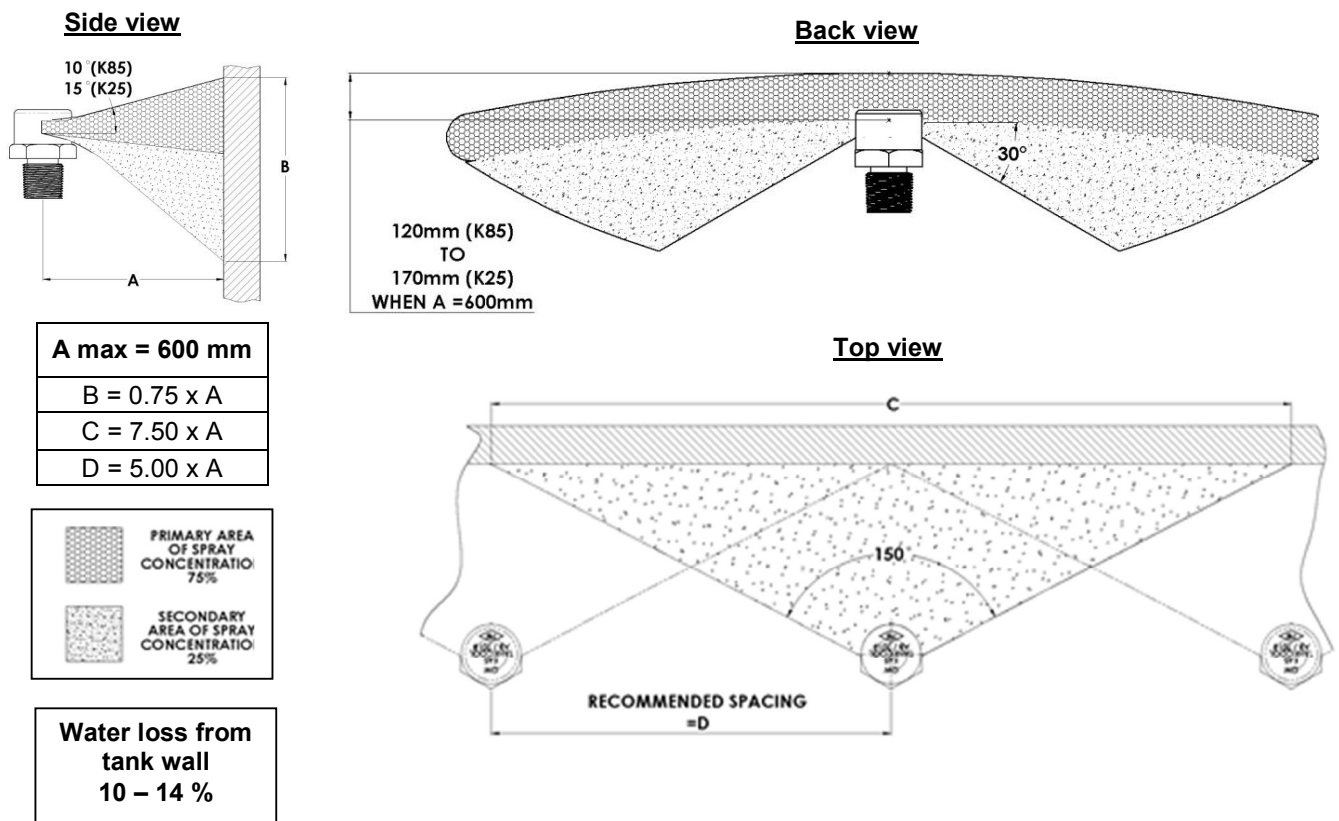 Side view
10°(K85)
15°(K25)
B
A
Back view
30°
120mm (K85)
TO
170mm (K25)
WHEN A =600mm
A max = 600 mm
B = 0.75 x A
C = 7.50 x A
D = 5.00 x A
Top view
C
150
RECOMMENDED SPACING
=D
PRIMARY AREA
OF SPRAY
CONCENTRATIO
75%
SECONDARY
AREA OF SPRAY
CONCENTRATIO
25%
Water loss from
tank wall
10 – 14 %